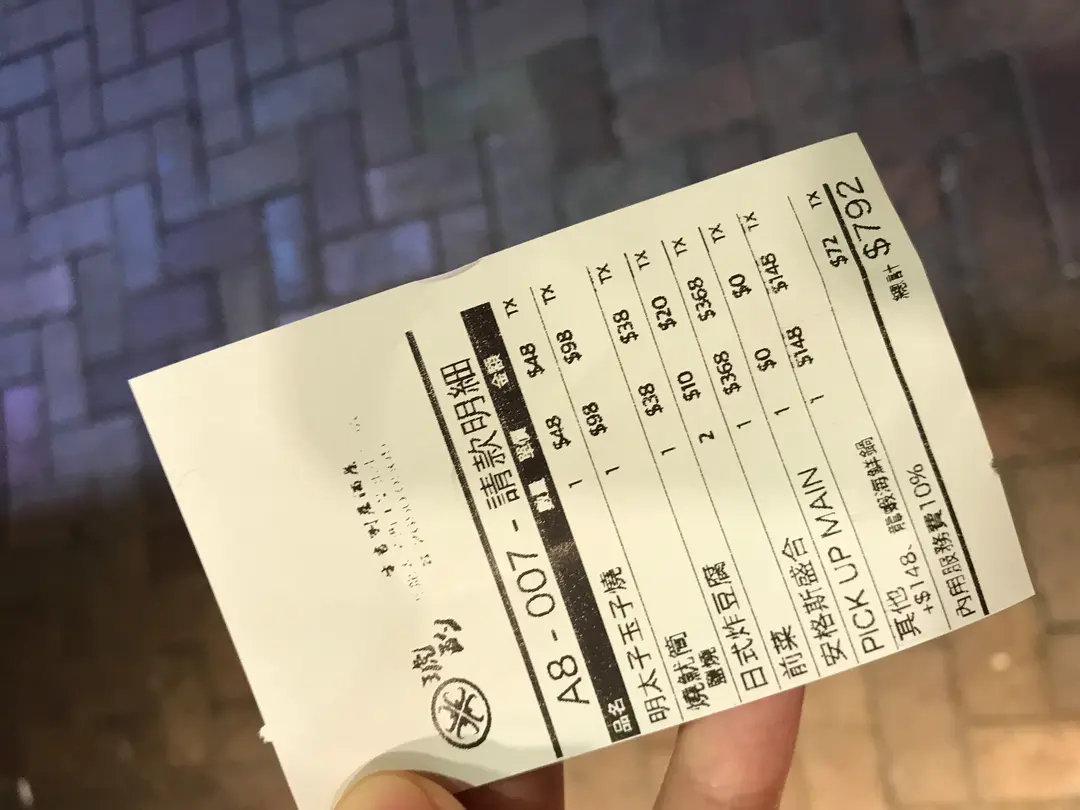 A8 - 007 - 請款明細
品名 金額
明太子玉子燒 1 $48 $48 TX
燒魷筒 1 $98 $98 TX
鹽燒
日式炸豆腐 1 $38 $38 TX
前菜 2 $10 $20 TX
安格斯盛合 1 $368 $368 TX
PICK UP MAIN 1 $0 $0 TX
其他 1 $148 $148 TX
+$148、龍蝦海鮮鍋
內用服務費10% $72 TX
總計 $792